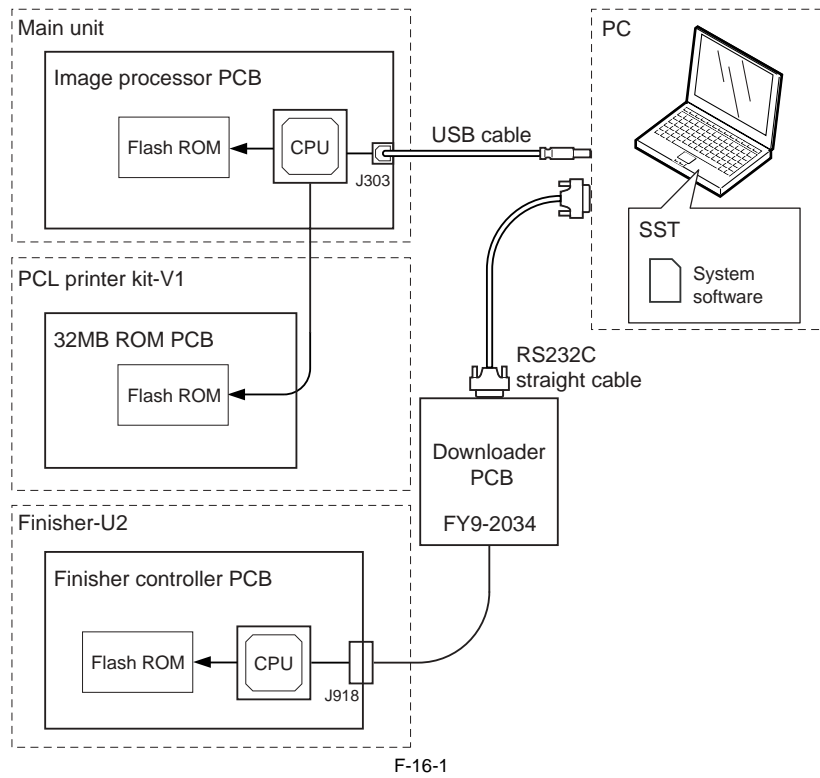 Main unit
Image processor PCB
Flash ROM
CPU
J303
USB cable
PC
SST
System
software
PCL printer kit-V1
32MB ROM PCB
Flash ROM
RS232C
straight cable
Downloader
PCB
FY9-2034
Finisher-U2
Finisher controller PCB
Flash ROM
CPU
J918
F-16-1